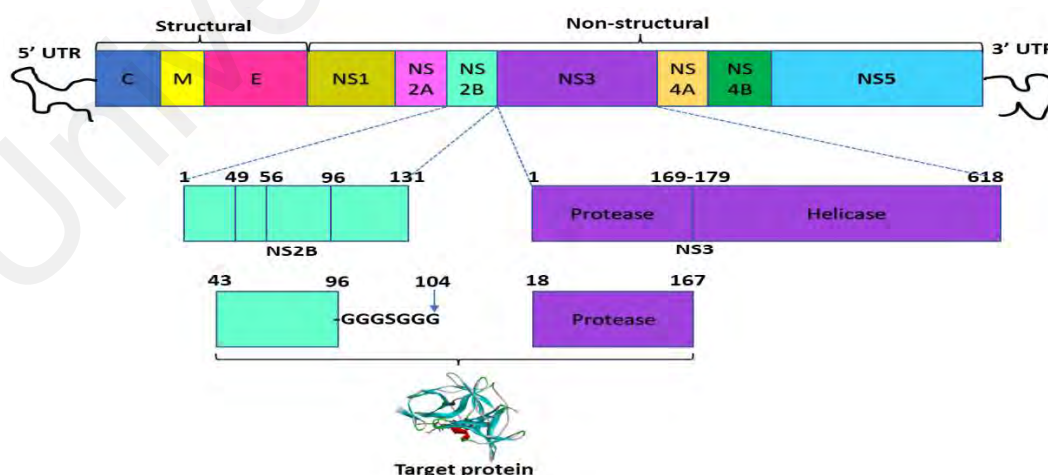 Structural
Non-structural
5' UTR
3' UTR
C
M
E
NS1
NS
2A
NS
2B
NS3
NS
4A
NS
4B
NS5
1
49
56
96
131
NS2B
1
169-179
618
Protease
Helicase
NS3
43
96
104
-GGGSGGG
18
167
Protease
Target protein
Unive